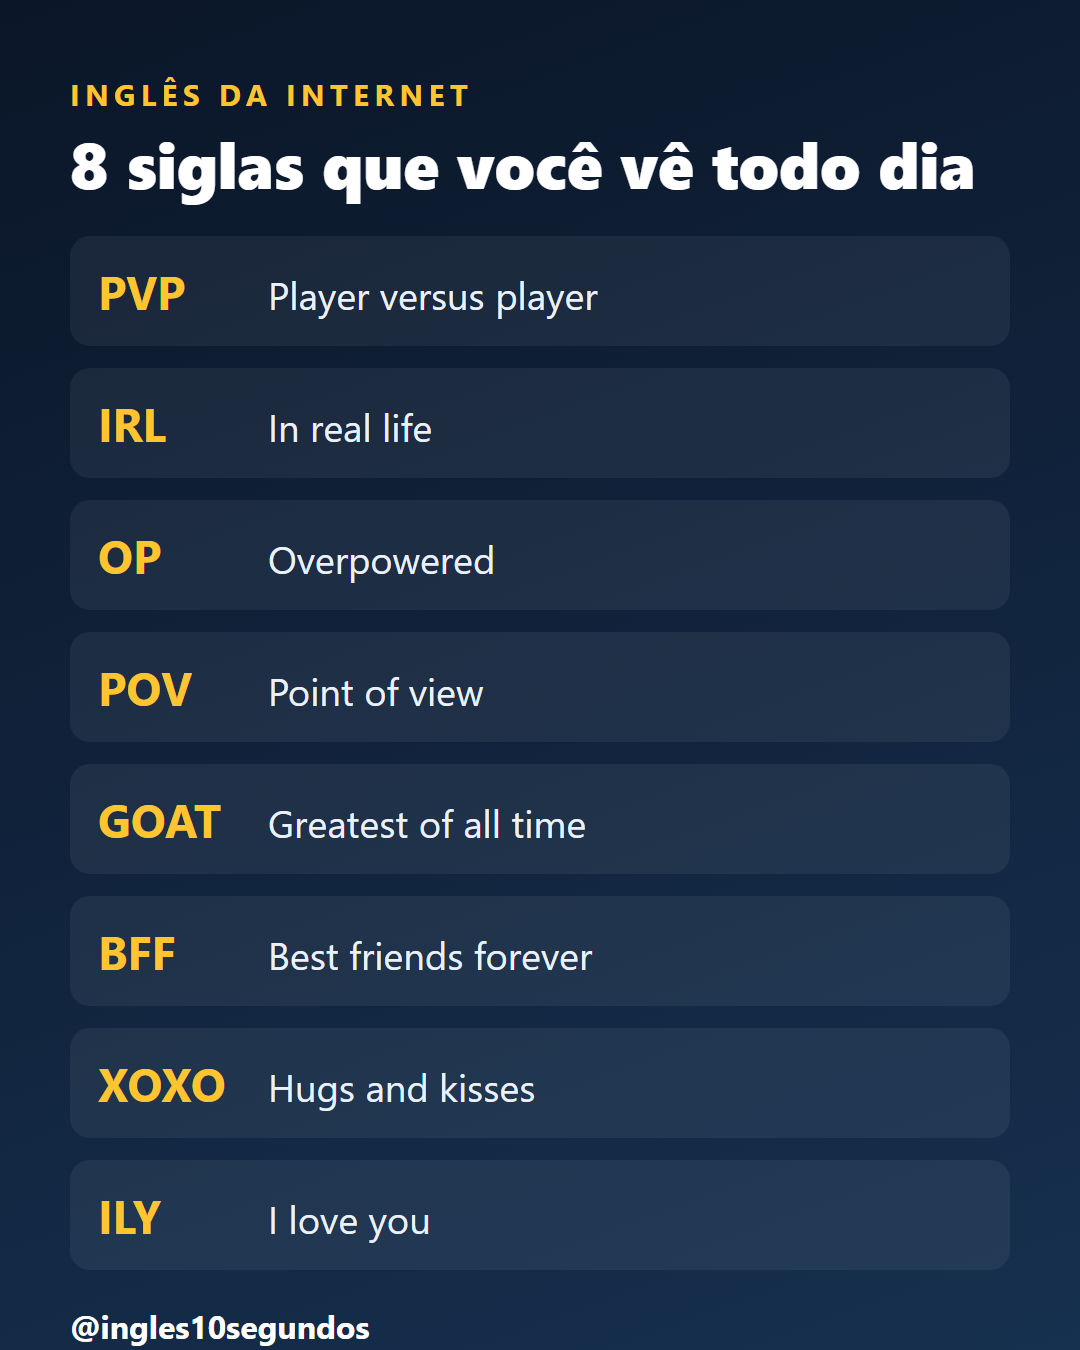 INGLÊS DA INTERNET
8 siglas que você vê todo dia
PVP Player versus player
IRL In real life
OP Overpowered
POV Point of view
GOAT Greatest of all time
BFF Best friends forever
XOXO Hugs and kisses
ILY I love you
@ingles10segundos